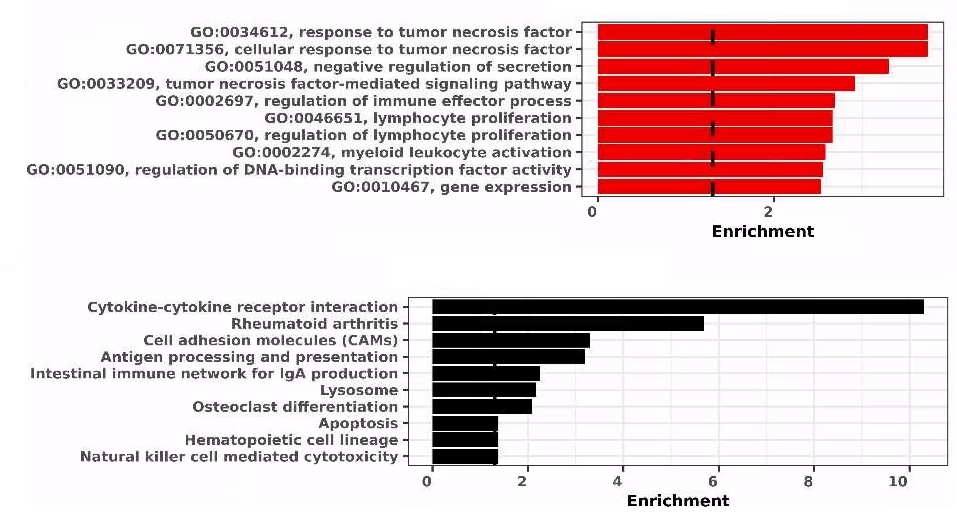 GO:0034612, response to tumor necrosis factor
GO:0071356, cellular response to tumor necrosis factor
GO:0051048, negative regulation of secretion
GO:0033209, tumor necrosis factor-mediated signaling pathway
GO:0002697, regulation of immune effector process
GO:0046651, lymphocyte proliferation
GO:0050670, regulation of lymphocyte proliferation
GO:0002274, myeloid leukocyte activation
GO:0051090, regulation of DNA-binding transcription factor activity
GO:0010467, gene expression
0 2
Enrichment
Cytokine-cytokine receptor interaction
Rheumatoid arthritis
Cell adhesion molecules (CAMs)
Antigen processing and presentation
Intestinal immune network for IgA production
Lysosome
Osteoclast differentiation
Apoptosis
Hematopoietic cell lineage
Natural killer cell mediated cytotoxicity
0 2 4 6 8 10
Enrichment